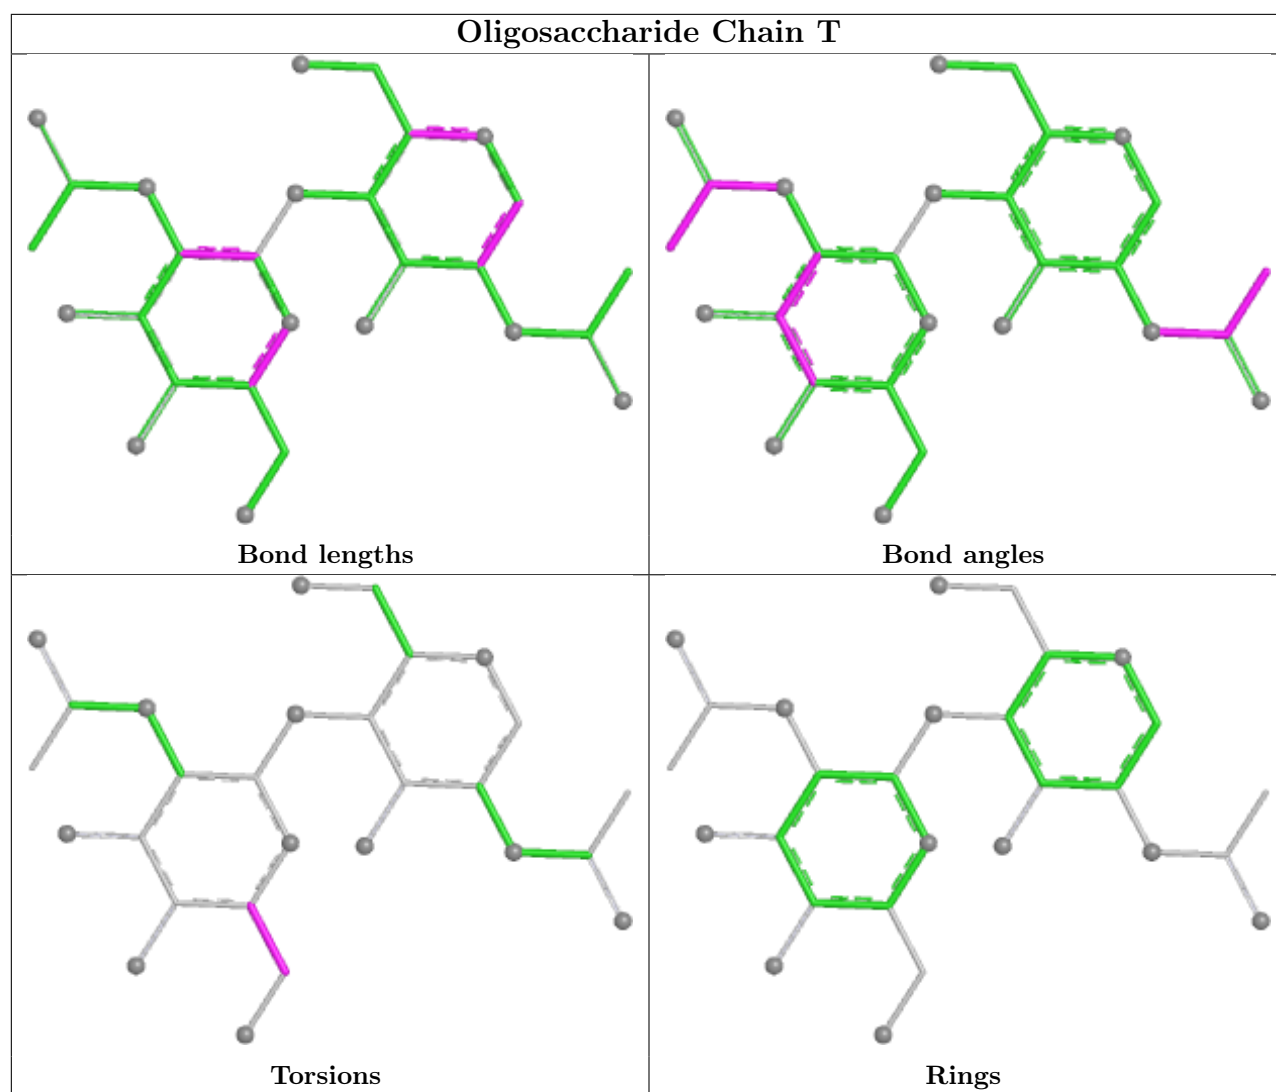 Oligosaccharide Chain T
Bond lengths
Bond angles
Torsions
Rings